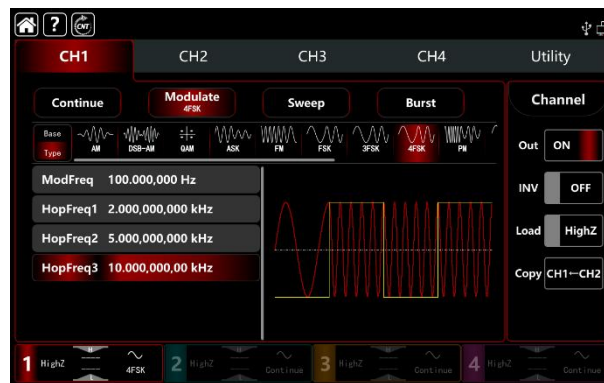 ? CNT
CH1 CH2 CH3 CH4 Utility
Continue Modulate Sweep Burst Channel
4FSK
Base
Type AM DSB-AM QAM ASK FM FSK 3FSK 4FSK PM
Out ON
ModFreq 100.000,000 Hz
INV OFF
HopFreq1 2.000,000,000 kHz
HopFreq2 5.000,000,000 kHz
Load HighZ
HopFreq3 10.000,000,00 kHz
Copy CH1←CH2
1 HighZ 4FSK 2 HighZ Continue 3 HighZ Continue 4 HighZ Continue